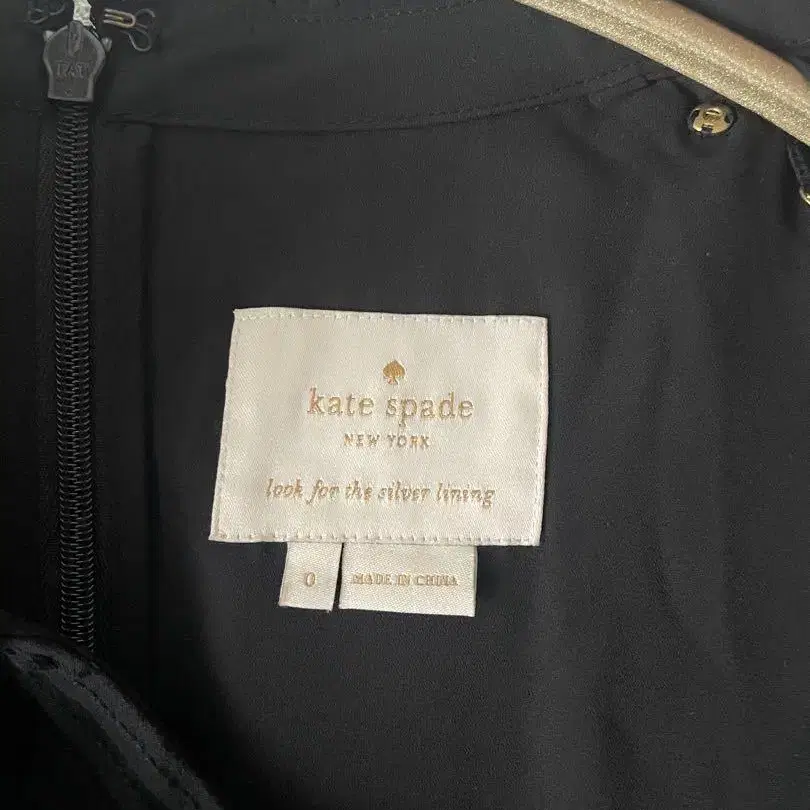 kate spade
NEW YORK
look for the silver lining
0
MADE IN CHINA